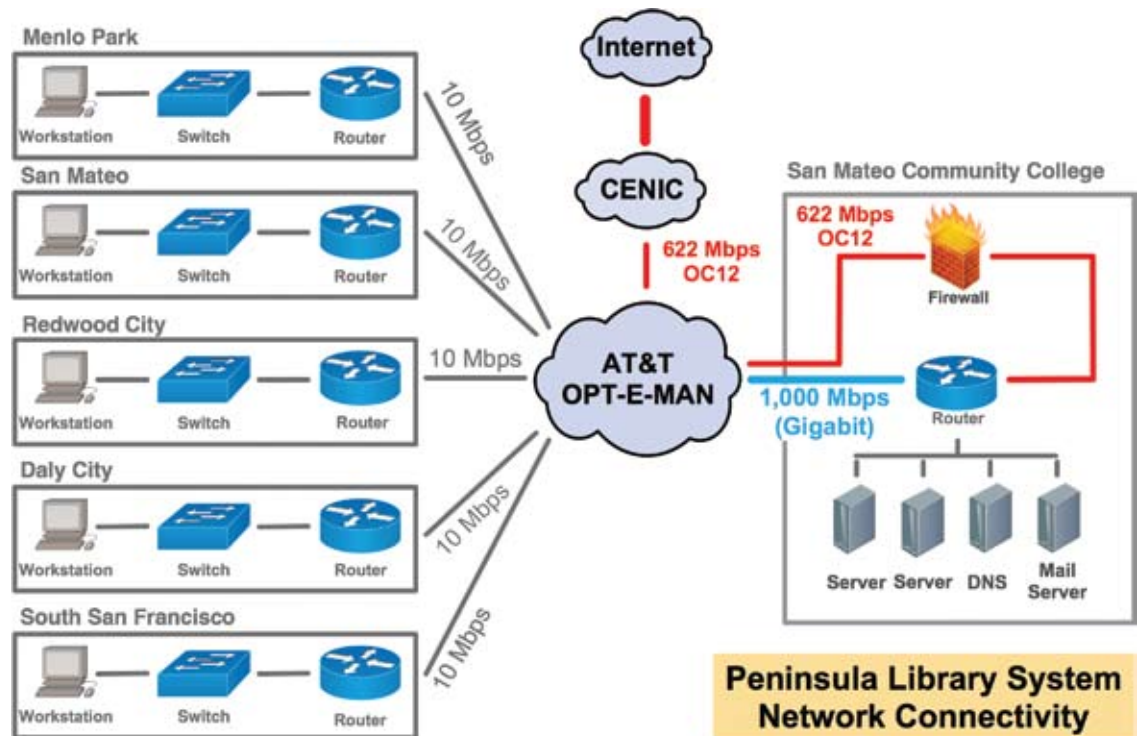 Menlo Park
Workstation
Switch
Router
10 Mbps
San Mateo
Workstation
Switch
Router
10 Mbps
Redwood City
Workstation
Switch
Router
10 Mbps
Daly City
Workstation
Switch
Router
10 Mbps
South San Francisco
Workstation
Switch
Router
10 Mbps
Internet
CENIC
622 Mbps
OC12
AT&T
OPT-E-MAN
San Mateo Community College
622 Mbps
OC12
Firewall
1,000 Mbps
(Gigabit)
Router
Server
Server
DNS
Mail
Server
Peninsula Library System
Network Connectivity